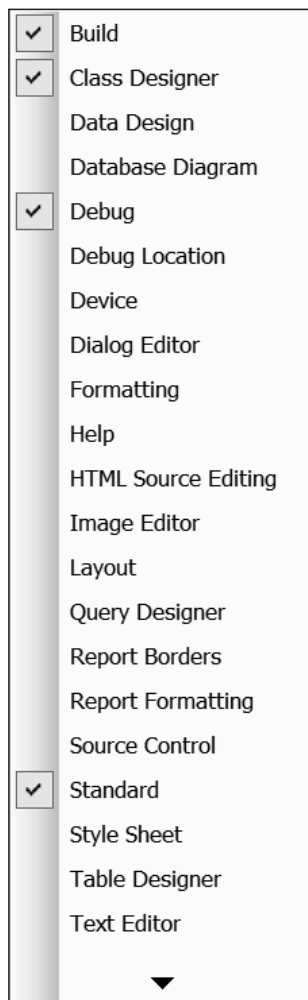 Build
Class Designer
Data Design
Database Diagram
Debug
Debug Location
Device
Dialog Editor
Formatting
Help
HTML Source Editing
Image Editor
Layout
Query Designer
Report Borders
Report Formatting
Source Control
Standard
Style Sheet
Table Designer
Text Editor